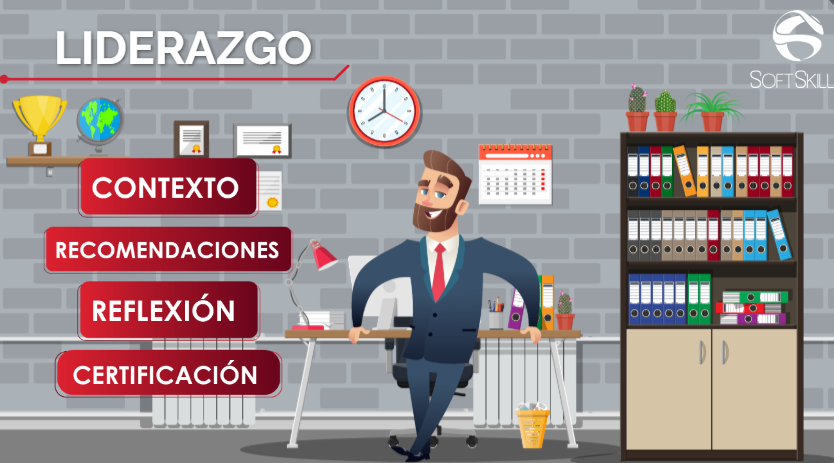 LIDERAZGO
SOFTSKILL
CONTEXTO
RECOMENDACIONES
REFLEXIÓN
CERTIFICACIÓN